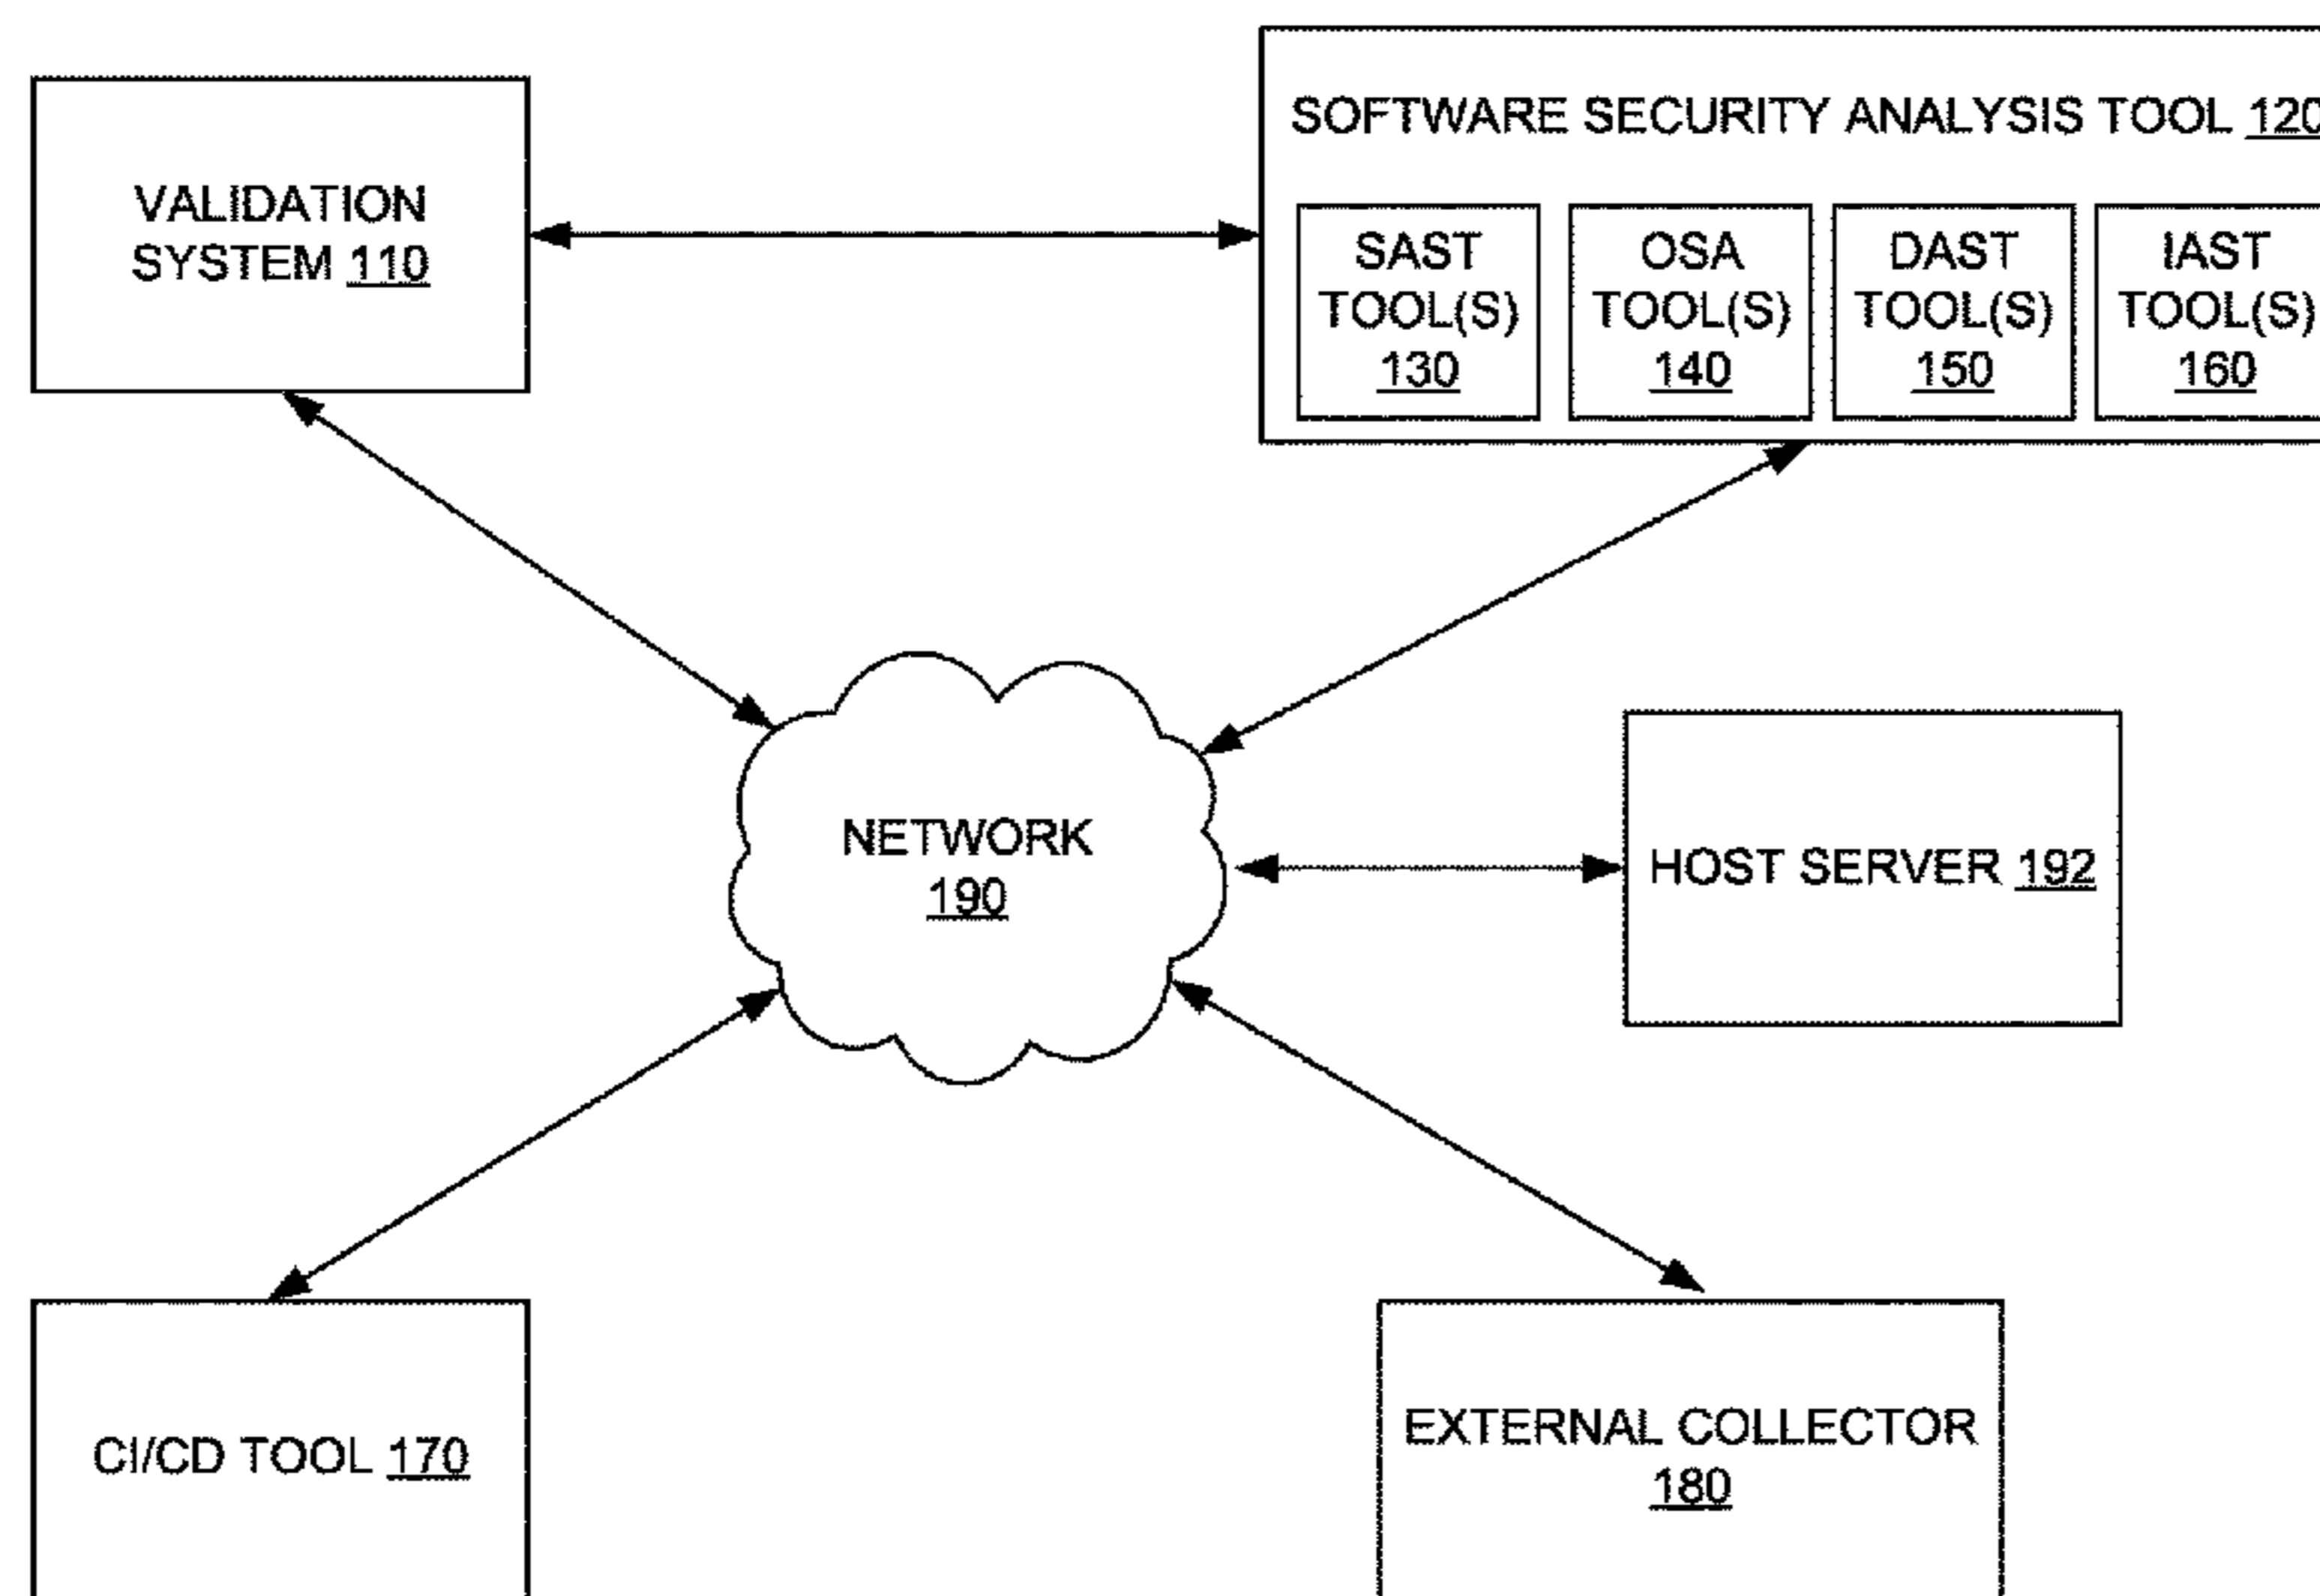 SOFTWARE SECURITY ANALYSIS TOOL 120
VALIDATION
SYSTEM 110
SAST
TOOL(S)
130
OSA
TOOL(S)
140
DAST
TOOL(S)
150
IAST
TOOL(S)
160
NETWORK
190
HOST SERVER 192
CI/CD TOOL 170
EXTERNAL COLLECTOR
180